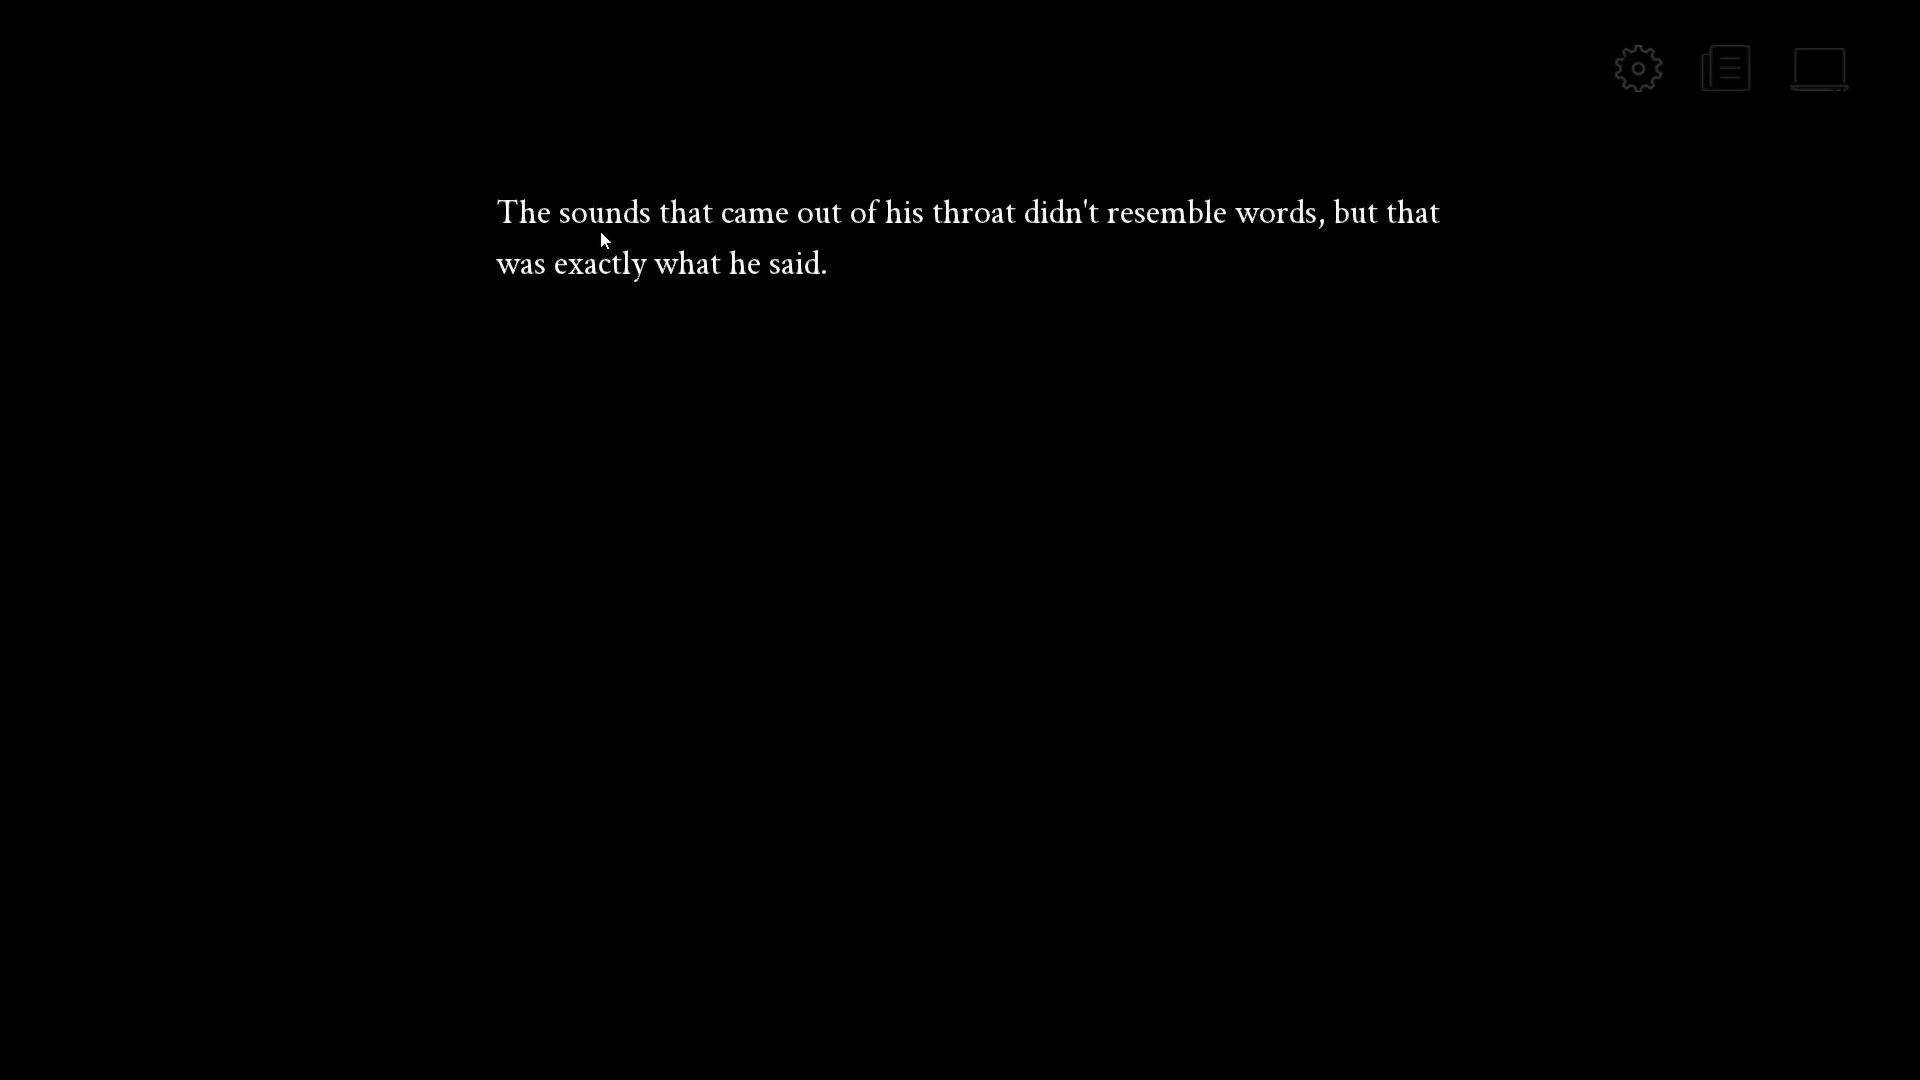 The sounds that came out of his throat didn't resemble words, but that
was exactly what he said.